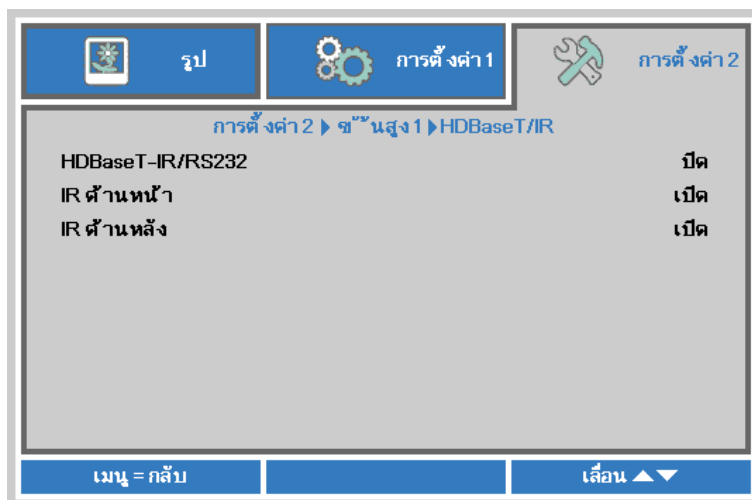 รูป
การตั้งค่า 1
การตั้งค่า 2
การตั้งค่า 2 ▶ ขั้นสูง 1 ▶ HDBaseT/IR
HDBaseT-IR/RS232 ปิด
IR ด้านหน้า เปิด
IR ด้านหลัง เปิด
เมนู = กลับ
เลื่อน ▲▼